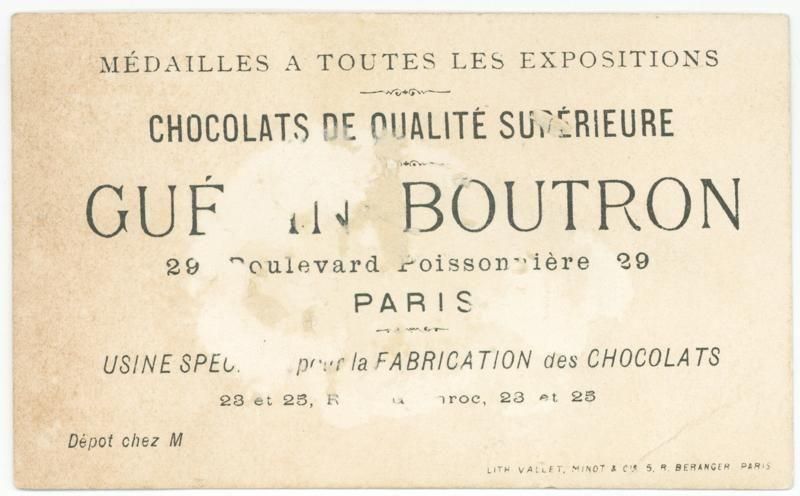 MÉDAILLES A TOUTES LES EXPOSITIONS
CHOCOLATS DE QUALITÉ SUPÉRIEURE
BOUTRON
29 Boulevard Poissonnière 29
PARIS
USINE pour la FABRICATION des CHOCOLATS
23 et 25, 23 et 25
Dépot chez M
LITH. VALLET, MINOT & Cie 5, R. BERANGER PARIS